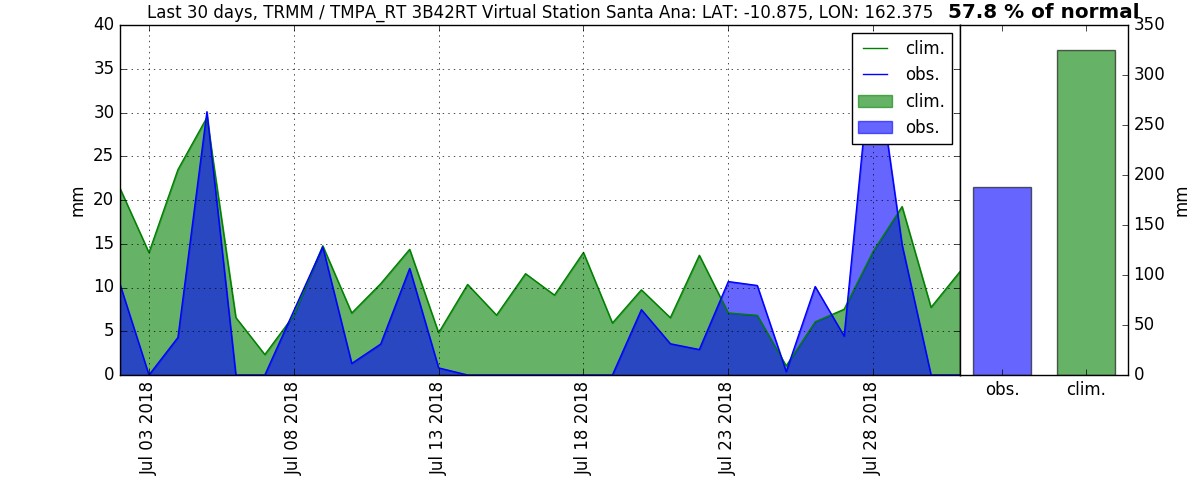 Last 30 days, TRMM / TMPA_RT 3B42RT Virtual Station Santa Ana: LAT: -10.875, LON: 162.375
57.8 % of normal
40
35
30
25
20
15
10
5
0
mm
clim.
obs.
clim.
obs.
350
300
250
200
150
100
50
0
mm
obs.
clim.
Jul 03 2018
Jul 08 2018
Jul 13 2018
Jul 18 2018
Jul 23 2018
Jul 28 2018